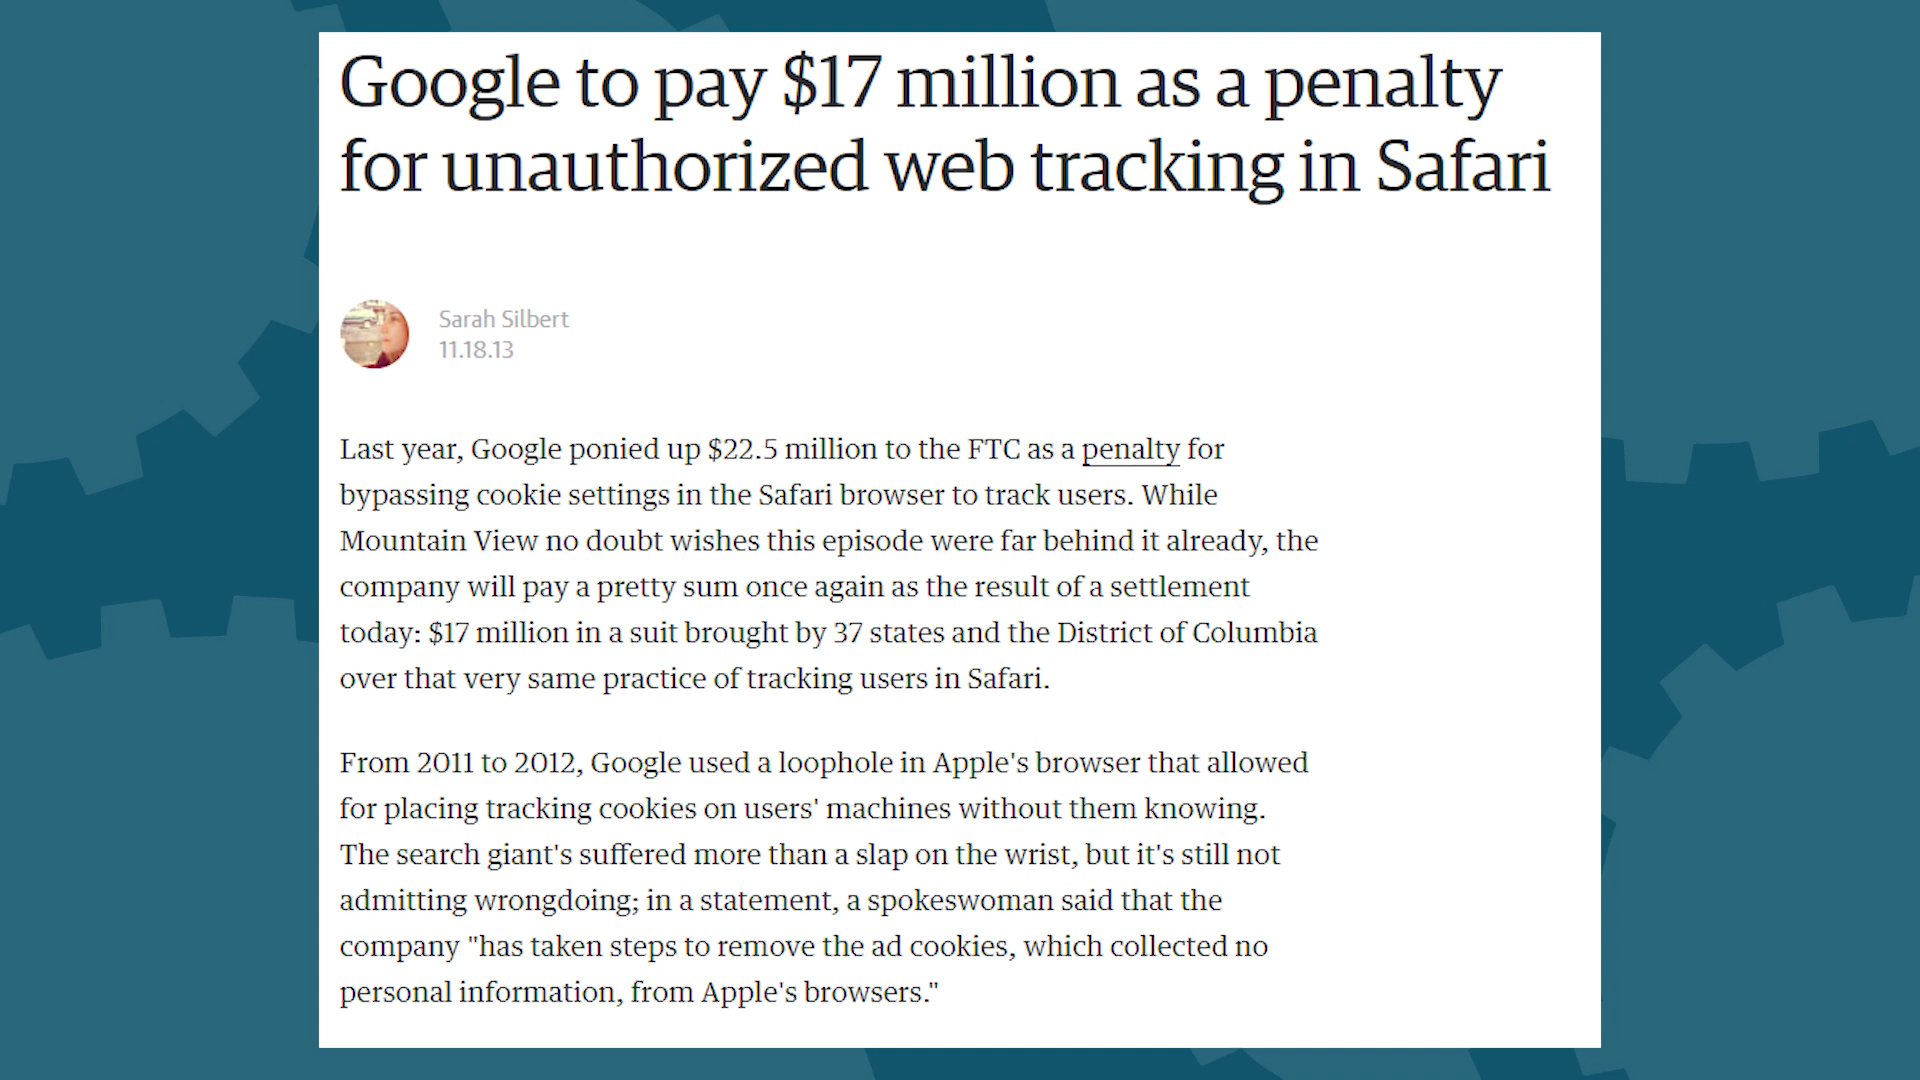 Google to pay $17 million as a penalty
for unauthorized web tracking in Safari
Sarah Silbert
11.18.13
Last year, Google ponied up $22.5 million to the FTC as a penalty for
bypassing cookie settings in the Safari browser to track users. While
Mountain View no doubt wishes this episode were far behind it already, the
company will pay a pretty sum once again as the result of a settlement
today: $17 million in a suit brought by 37 states and the District of Columbia
over that very same practice of tracking users in Safari.
From 2011 to 2012, Google used a loophole in Apple's browser that allowed
for placing tracking cookies on users' machines without them knowing.
The search giant's suffered more than a slap on the wrist, but it's still not
admitting wrongdoing; in a statement, a spokeswoman said that the
company "has taken steps to remove the ad cookies, which collected no
personal information, from Apple's browsers."